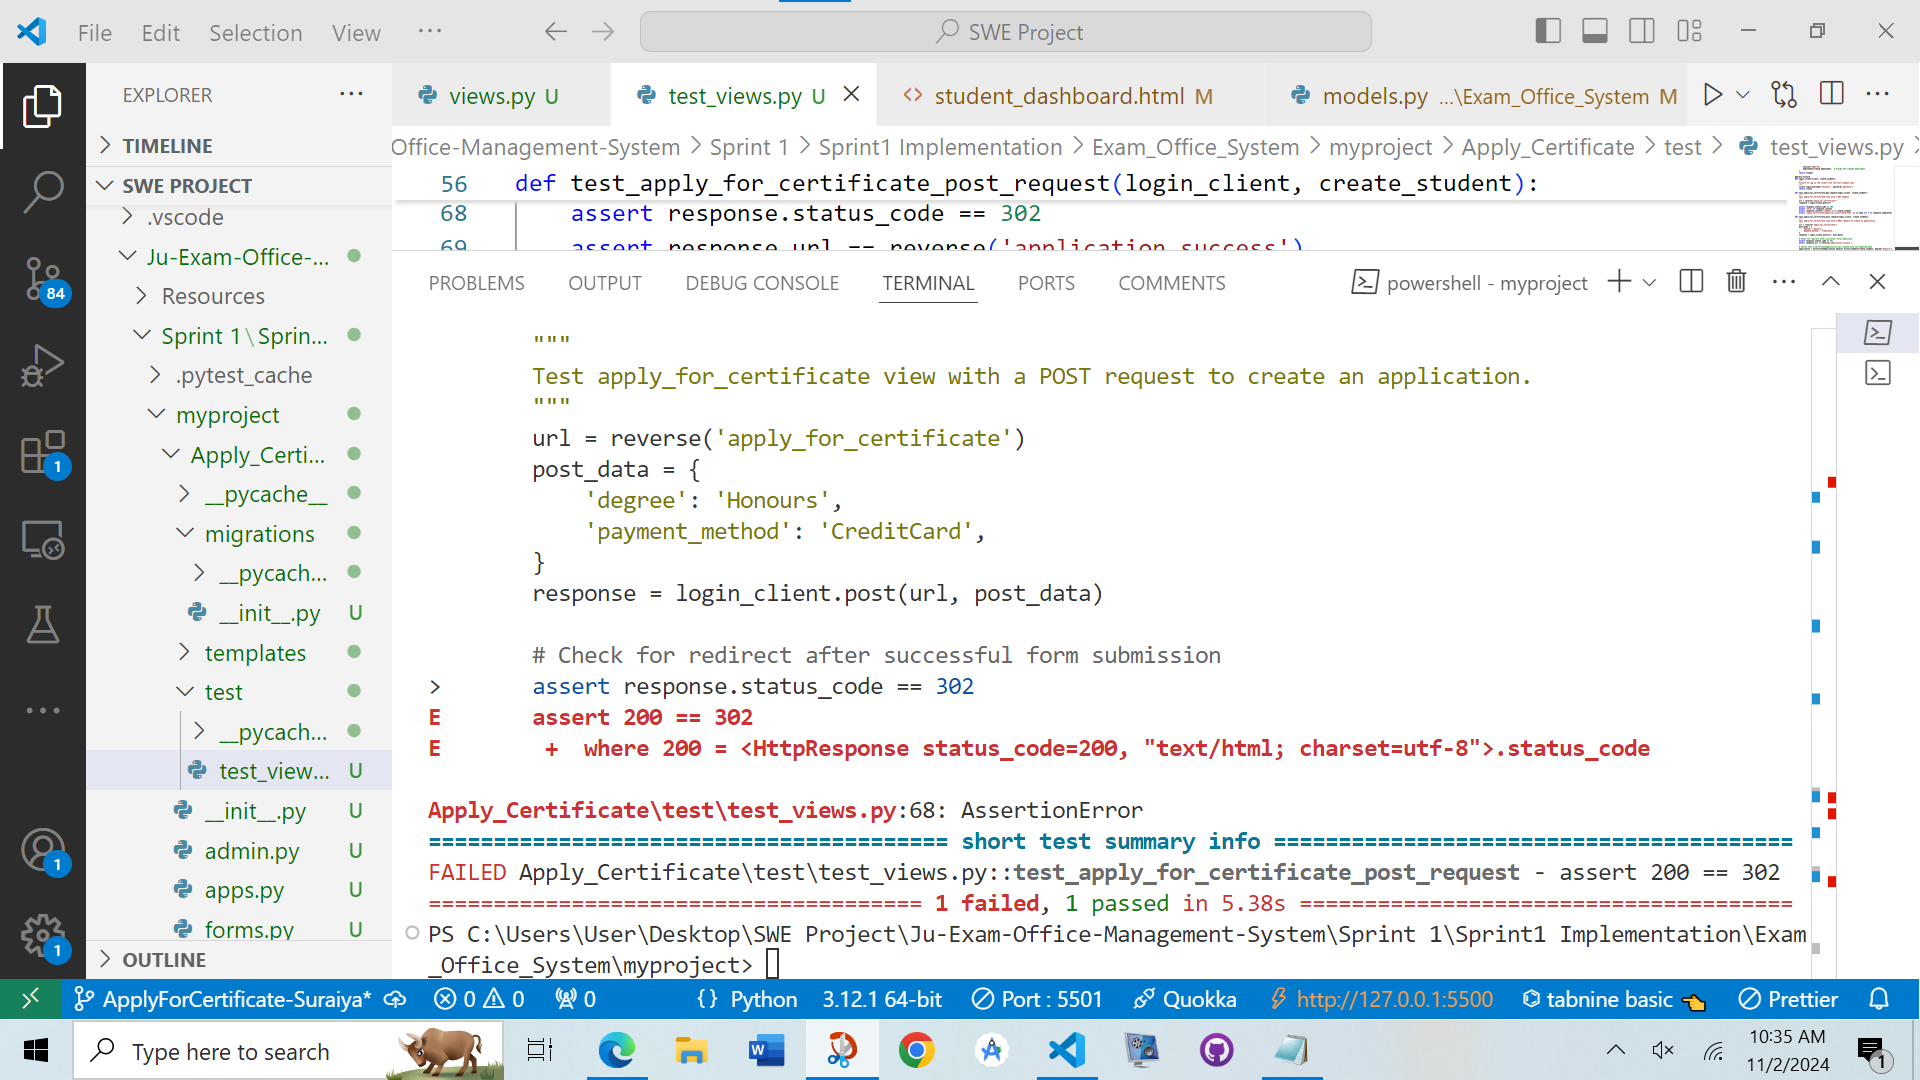 File Edit Selection View ...
SWE Project
EXPLORER
TIMELINE
SWE PROJECT
.vscode
Ju-Exam-Office-...
Resources
Sprint 1\Sprin...
.pytest_cache
myproject
Apply_Certi...
__pycache__
migrations
__pycach...
__init__.py U
templates
test
__pycach...
test_view... U
__init__.py U
admin.py U
apps.py U
forms.py U
OUTLINE
84
1
1
1
views.py U
test_views.py U
student_dashboard.html M
models.py ...\Exam_Office_System M
Office-Management-System > Sprint 1 > Sprint1 Implementation > Exam_Office_System > myproject > Apply_Certificate > test > test_views.py >
56 def test_apply_for_certificate_post_request(login_client, create_student):
68 assert response.status_code == 302
69 assert response.url == reverse('application_success')
PROBLEMS OUTPUT DEBUG CONSOLE TERMINAL PORTS COMMENTS
powershell - myproject
"""
Test apply_for_certificate view with a POST request to create an application.
"""
url = reverse('apply_for_certificate')
post_data = {
'degree': 'Honours',
'payment_method': 'CreditCard',
}
response = login_client.post(url, post_data)
# Check for redirect after successful form submission
> assert response.status_code == 302
E assert 200 == 302
E + where 200 = <HttpResponse status_code=200, "text/html; charset=utf-8">.status_code
Apply_Certificate\test\test_views.py:68: AssertionError
======================================== short test summary info ========================================
FAILED Apply_Certificate\test\test_views.py::test_apply_for_certificate_post_request - assert 200 == 302
====================================== 1 failed, 1 passed in 5.38s ======================================
PS C:\Users\User\Desktop\SWE Project\Ju-Exam-Office-Management-System\Sprint 1\Sprint1 Implementation\Exam
_Office_System\myproject>
ApplyForCertificate-Suraiya* 0 0 0 {} Python 3.12.1 64-bit Port : 5501 Quokka http://127.0.0.1:5500 tabnine basic Prettier
Type here to search
10:35 AM
11/2/2024
1